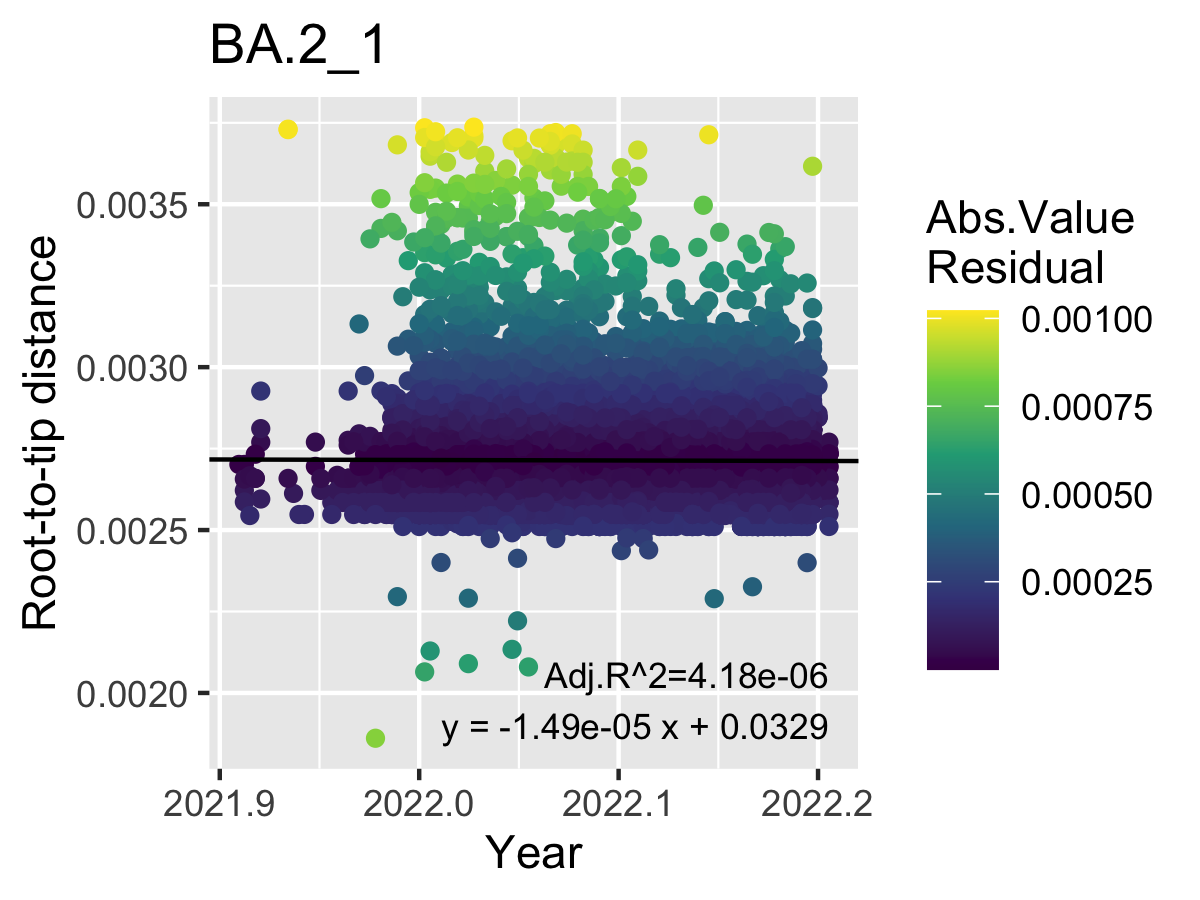 BA.2_1
Root-to-tip distance
0.0035
0.0030
0.0025
0.0020
Adj.R^2=4.18e-06
y = -1.49e-05 x + 0.0329
2021.9
2022.0
2022.1
2022.2
Year
Abs.Value
Residual
0.00100
0.00075
0.00050
0.00025